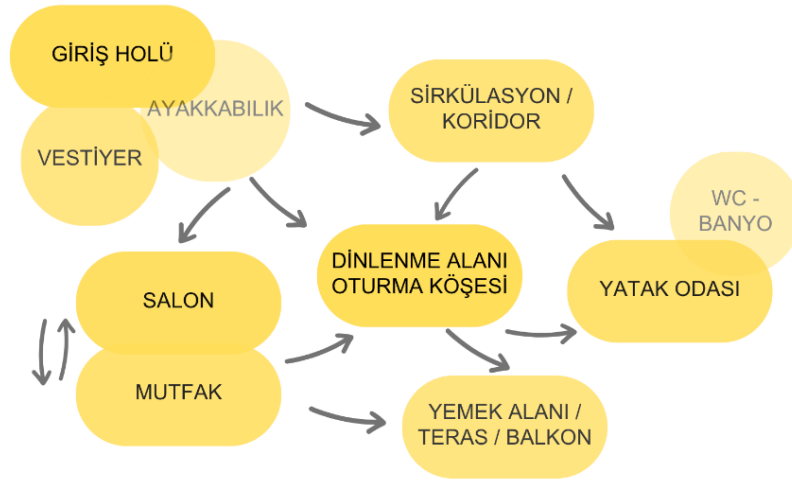 GİRİŞ HOLÜ
AYAKKABILIK
VESTİYER
SİRKÜLASYON /
KORİDOR
WC -
BANYO
DİNLENME ALANI
OTURMA KÖŞESİ
YATAK ODASI
SALON
MUTFAK
YEMEK ALANI /
TERAS / BALKON